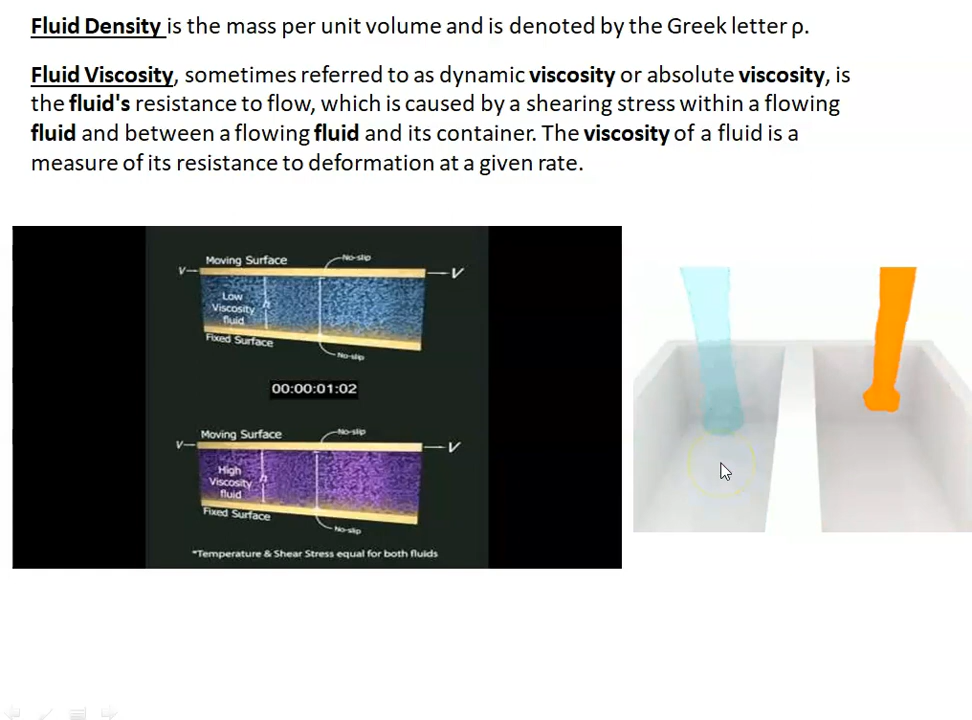 Fluid Density is the mass per unit volume and is denoted by the Greek letter ρ.
Fluid Viscosity, sometimes referred to as dynamic viscosity or absolute viscosity, is
the fluid's resistance to flow, which is caused by a shearing stress within a flowing
fluid and between a flowing fluid and its container. The viscosity of a fluid is a
measure of its resistance to deformation at a given rate.
Moving Surface
No-slip
V
V
Low
Viscosity
fluid
h
Fixed Surface
No-slip
00:00:01:02
Moving Surface
No-slip
V
V
High
Viscosity
fluid
h
Fixed Surface
No-slip
*Temperature & Shear Stress equal for both fluids